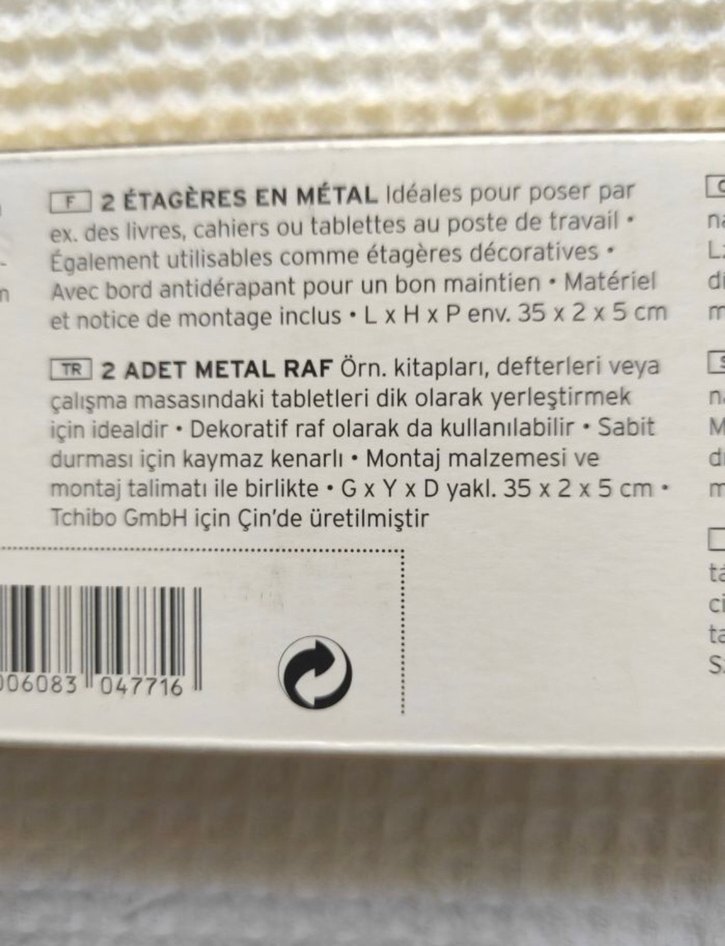 F 2 ÉTAGÈRES EN MÉTAL Idéales pour poser par
ex. des livres, cahiers ou tablettes au poste de travail •
Également utilisables comme étagères décoratives •
Avec bord antidérapant pour un bon maintien • Matériel
et notice de montage inclus • L x H x P env. 35 x 2 x 5 cm
TR 2 ADET METAL RAF Örn. kitapları, defterleri veya
çalışma masasındaki tabletleri dik olarak yerleştirmek
için idealdir • Dekoratif raf olarak da kullanılabilir • Sabit
durması için kaymaz kenarlı • Montaj malzemesi ve
montaj talimatı ile birlikte • G x Y x D yakl. 35 x 2 x 5 cm •
Tchibo GmbH için Çin'de üretilmiştir
006083 047716